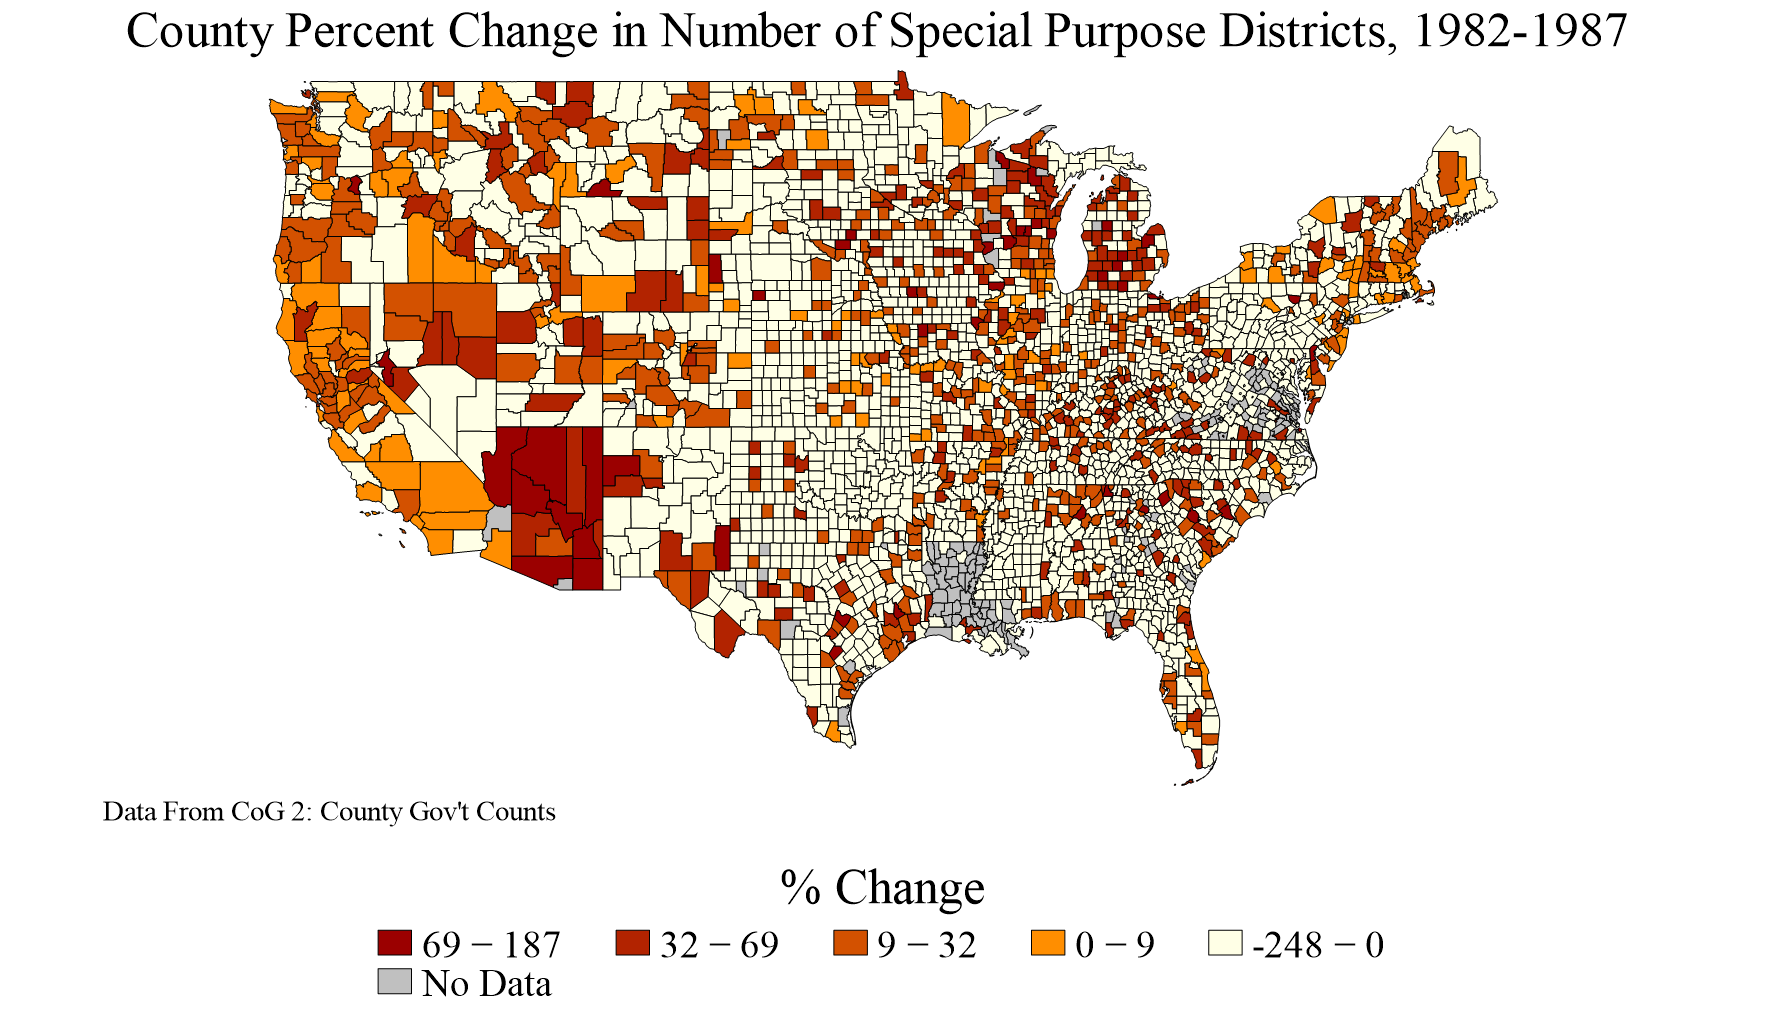 County Percent Change in Number of Special Purpose Districts, 1982-1987
Data From CoG 2: County Gov't Counts
% Change
69 − 187 32 − 69 9 − 32 0 − 9 -248 − 0
No Data